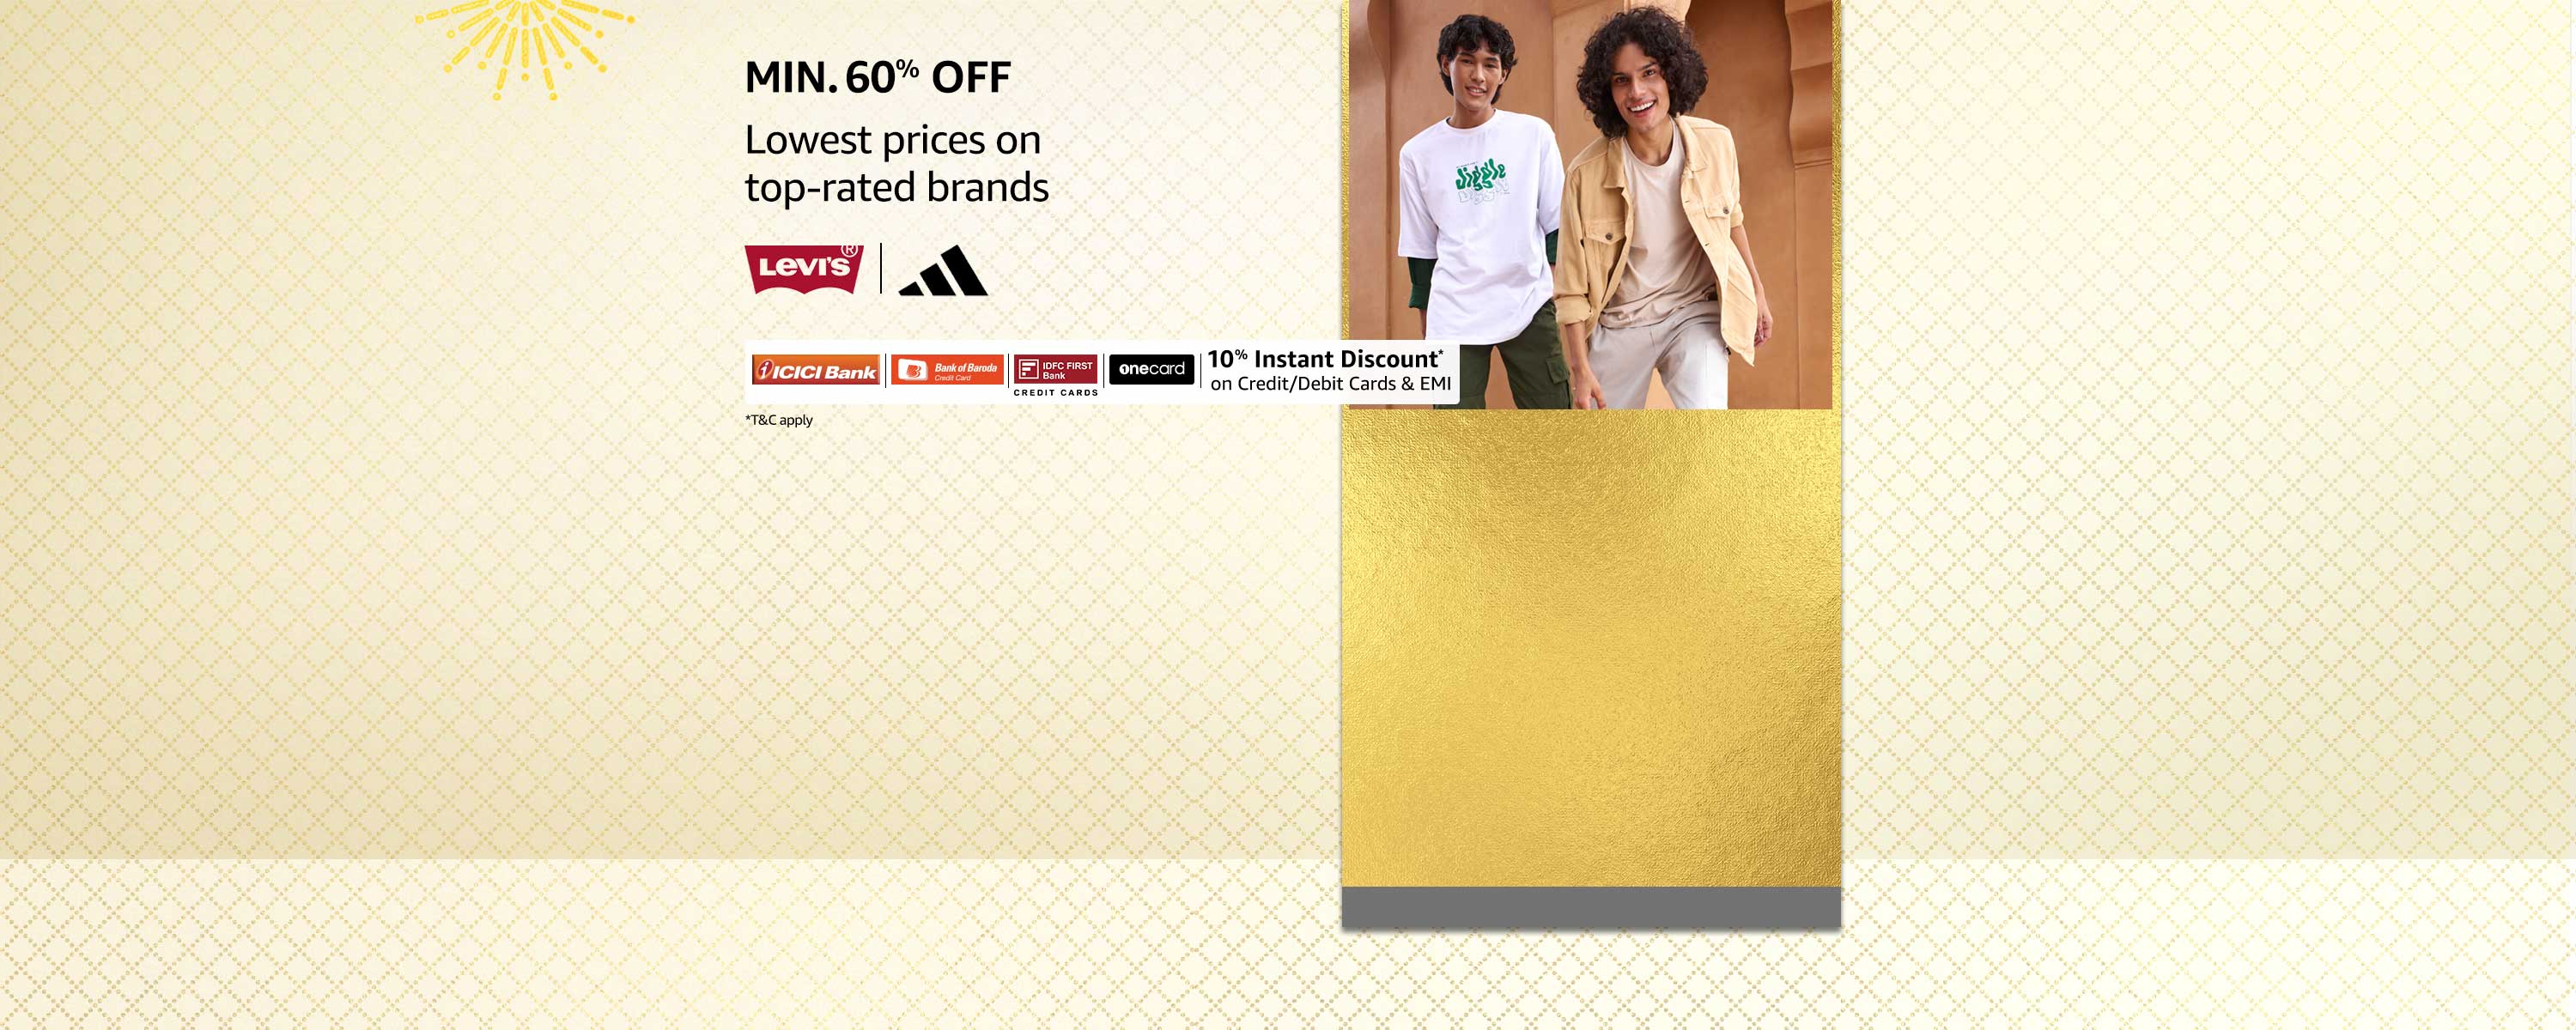 MIN. 60% OFF
Lowest prices on
top-rated brands
LEVI'S®
ICICI Bank
Bank of Baroda
Credit Card
IDFC FIRST
Bank
CREDIT CARDS
onecard
10% Instant Discount*
on Credit/Debit Cards & EMI
*T&C apply
Jiggle